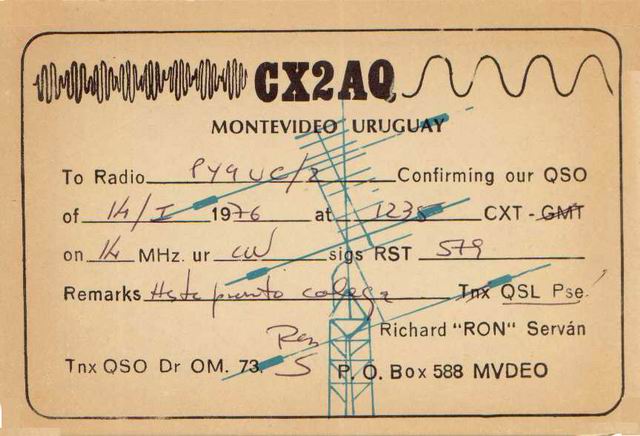 CX2AQ
MONTEVIDEO URUGUAY
To Radio PY9UC/2 Confirming our QSO
of 14/I 1976 at 1235 CXT - GMT
on 14 MHz. ur CW sigs RST 579
Remarks Hasta pronto colega Tnx QSL Pse.
Ron
Richard "RON" Serván
Tnx QSO Dr OM. 73. S P. O. Box 588 MVDEO